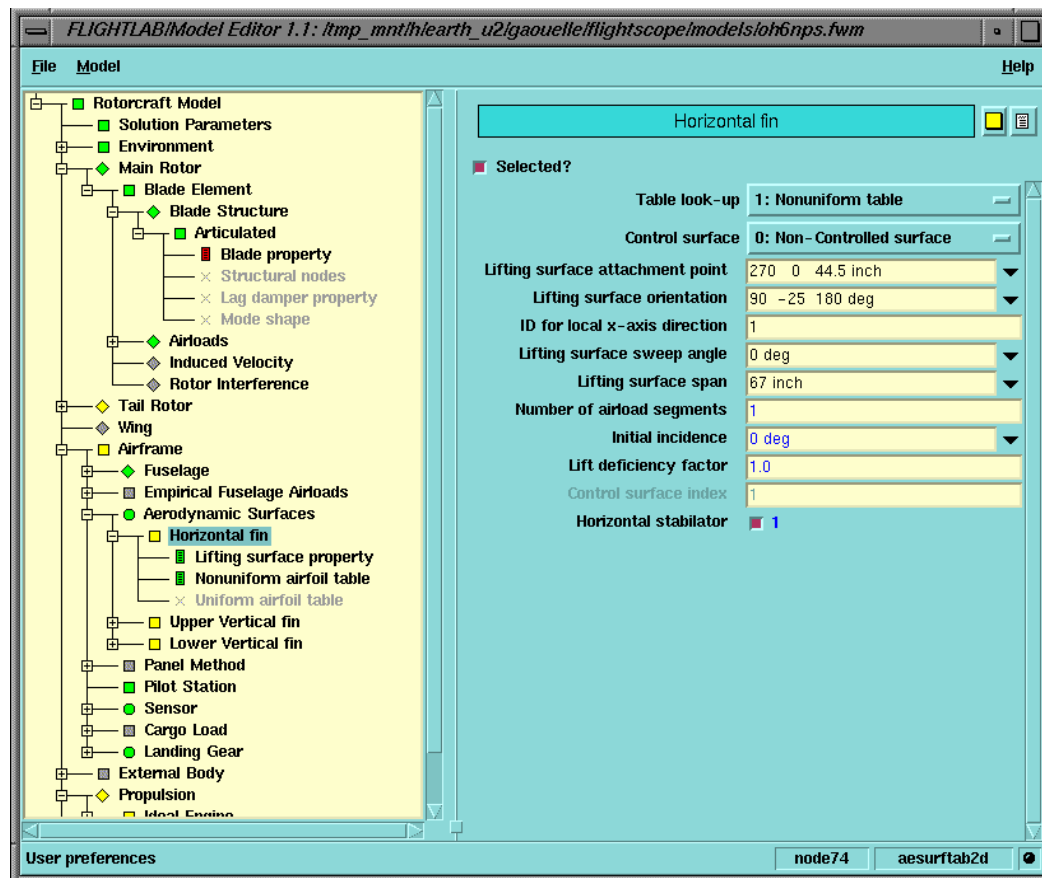 FLIGHTLAB/Model Editor 1.1: /tmp_mnt/h/earth_u2/gaouelle/flightscope/models/oh6nps.fwm
File Model Help
Rotorcraft Model
Solution Parameters
Environment
Main Rotor
Blade Element
Blade Structure
Articulated
Blade property
Structural nodes
Lag damper property
Mode shape
Airloads
Induced Velocity
Rotor Interference
Tail Rotor
Wing
Airframe
Fuselage
Empirical Fuselage Airloads
Aerodynamic Surfaces
Horizontal fin
Lifting surface property
Nonuniform airfoil table
Uniform airfoil table
Upper Vertical fin
Lower Vertical fin
Panel Method
Pilot Station
Sensor
Cargo Load
Landing Gear
External Body
Propulsion
Ideal Engine
Horizontal fin
Selected?
Table look-up 1: Nonuniform table
Control surface 0: Non-Controlled surface
Lifting surface attachment point 270 0 44.5 inch
Lifting surface orientation 90 -25 180 deg
ID for local x-axis direction 1
Lifting surface sweep angle 0 deg
Lifting surface span 67 inch
Number of airload segments 1
Initial incidence 0 deg
Lift deficiency factor 1.0
Control surface index 1
Horizontal stabilator 1
User preferences node74 aesurftab2d